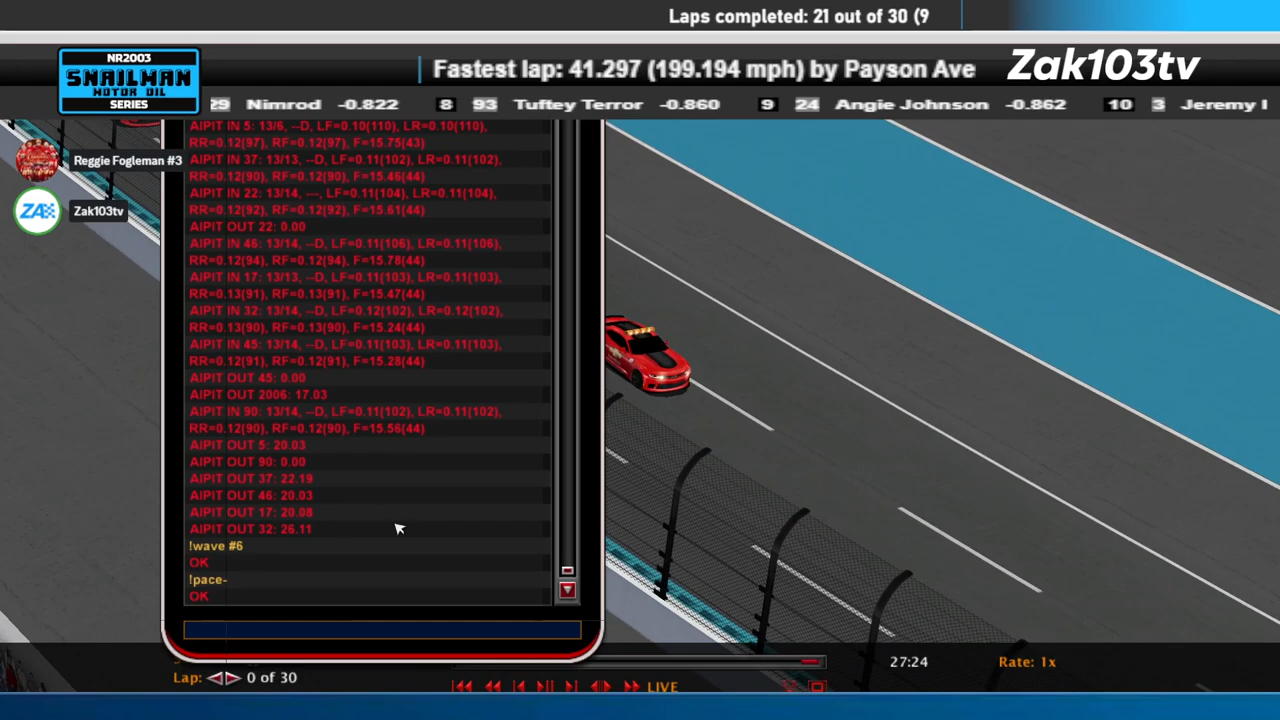 Laps completed: 21 out of 30 (9
NR2003
SNAILMAN
MOTOR OIL
SERIES
Fastest lap: 41.297 (199.194 mph) by Payson Ave
Zak103tv
29 Nimrod -0.822 8 93 Tuftey Terror -0.860 9 24 Angie Johnson -0.862 10 3 Jeremy
Reggie Fogleman #3
ZAK
Zak103tv
AIPIT IN 5: 13/6, --D, LF=0.10(110), LR=0.10(110),
RR=0.12(97), RF=0.12(97), F=15.75(43)
AIPIT IN 37: 13/13, --D, LF=0.11(102), LR=0.11(102),
RR=0.12(90), RF=0.12(90), F=15.46(44)
AIPIT IN 22: 13/14, ---, LF=0.11(104), LR=0.11(104),
RR=0.12(92), RF=0.12(92), F=15.61(44)
AIPIT OUT 22: 0.00
AIPIT IN 46: 13/14, --D, LF=0.11(106), LR=0.11(106),
RR=0.12(94), RF=0.12(94), F=15.78(44)
AIPIT IN 17: 13/13, --D, LF=0.11(103), LR=0.11(103),
RR=0.13(91), RF=0.13(91), F=15.47(44)
AIPIT IN 32: 13/14, --D, LF=0.12(102), LR=0.12(102),
RR=0.13(90), RF=0.13(90), F=15.24(44)
AIPIT IN 45: 13/14, --D, LF=0.11(103), LR=0.11(103),
RR=0.12(91), RF=0.12(91), F=15.28(44)
AIPIT OUT 45: 0.00
AIPIT OUT 2006: 17.03
AIPIT IN 90: 13/14, --D, LF=0.11(102), LR=0.11(102),
RR=0.12(90), RF=0.12(90), F=15.56(44)
AIPIT OUT 5: 20.03
AIPIT OUT 90: 0.00
AIPIT OUT 37: 22.19
AIPIT OUT 46: 20.03
AIPIT OUT 17: 20.08
AIPIT OUT 32: 26.11
!wave #6
OK
!pace-
OK
27:24
Rate: 1x
Lap: 0 of 30
LIVE